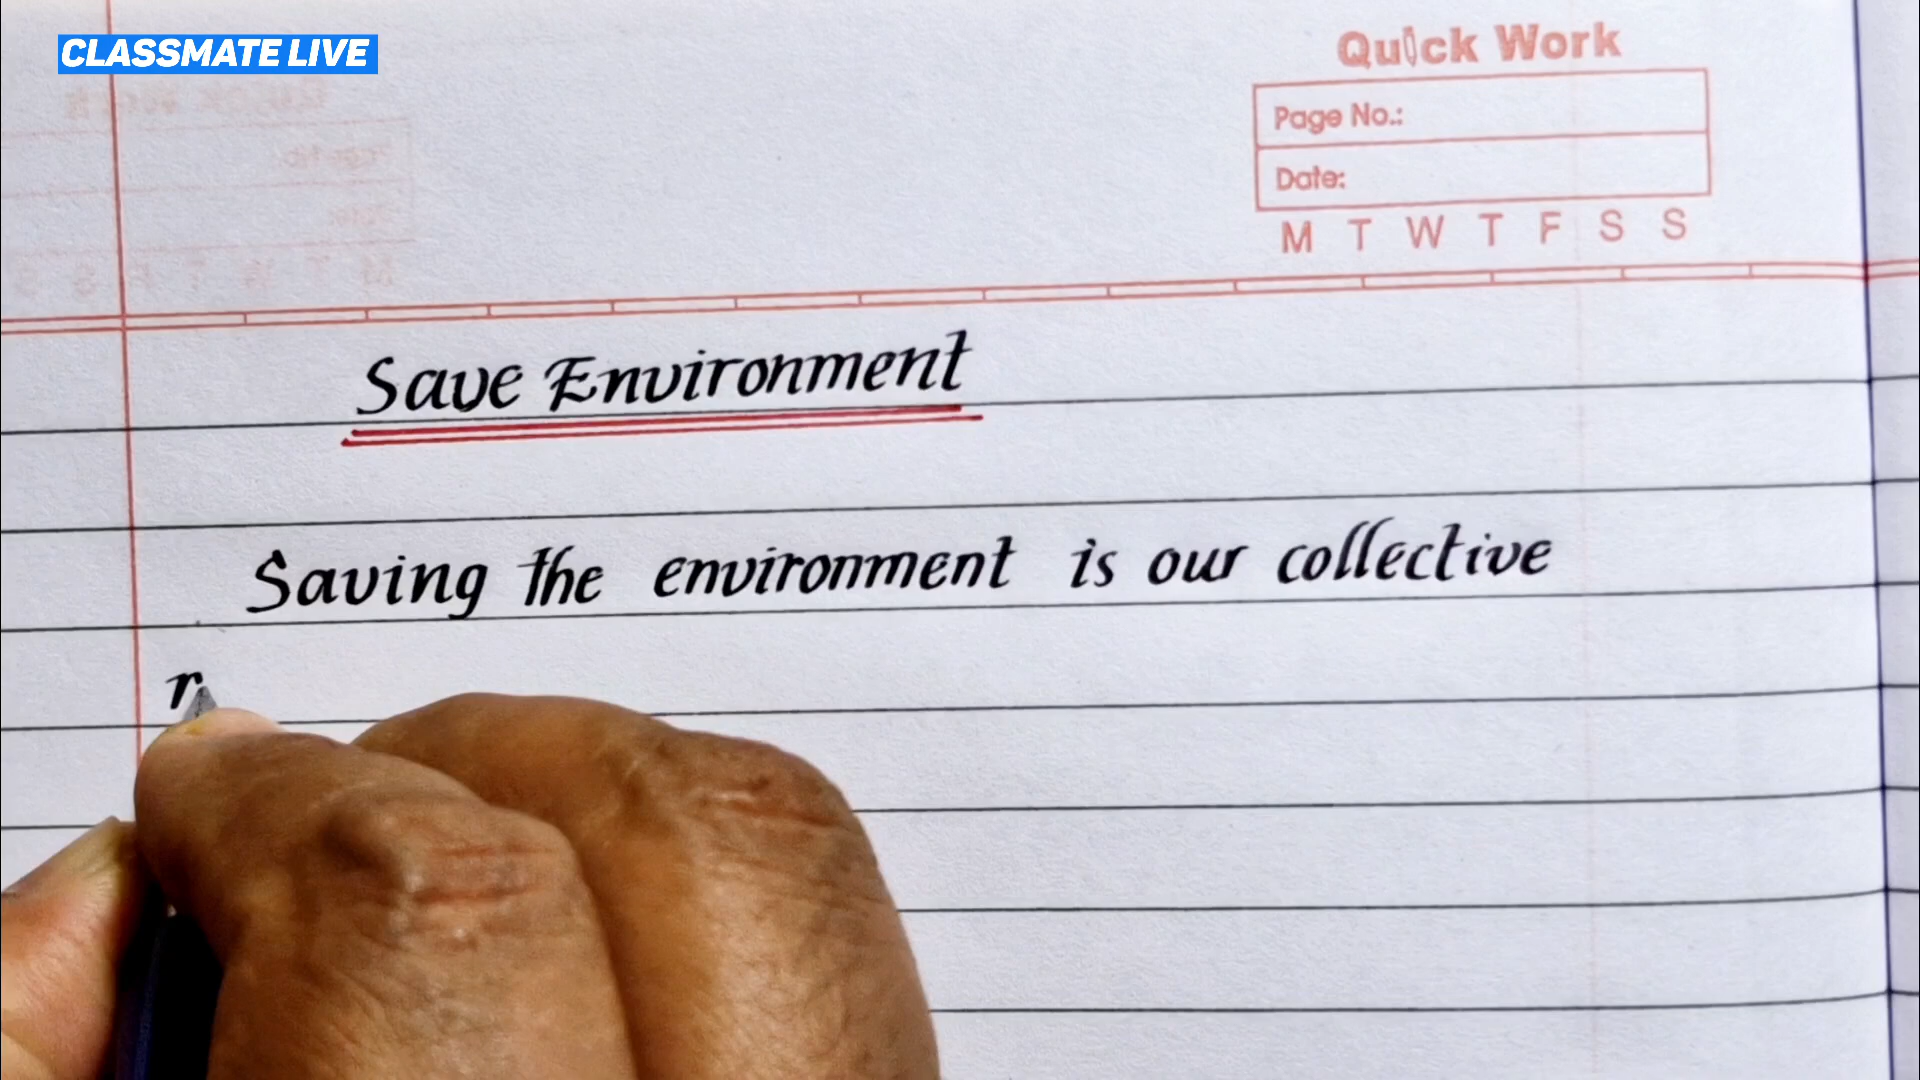 CLASSMATE LIVE
Quick Work
Page No.:
Date:
M T W T F S S
Save Environment
Saving the environment is our collective
r